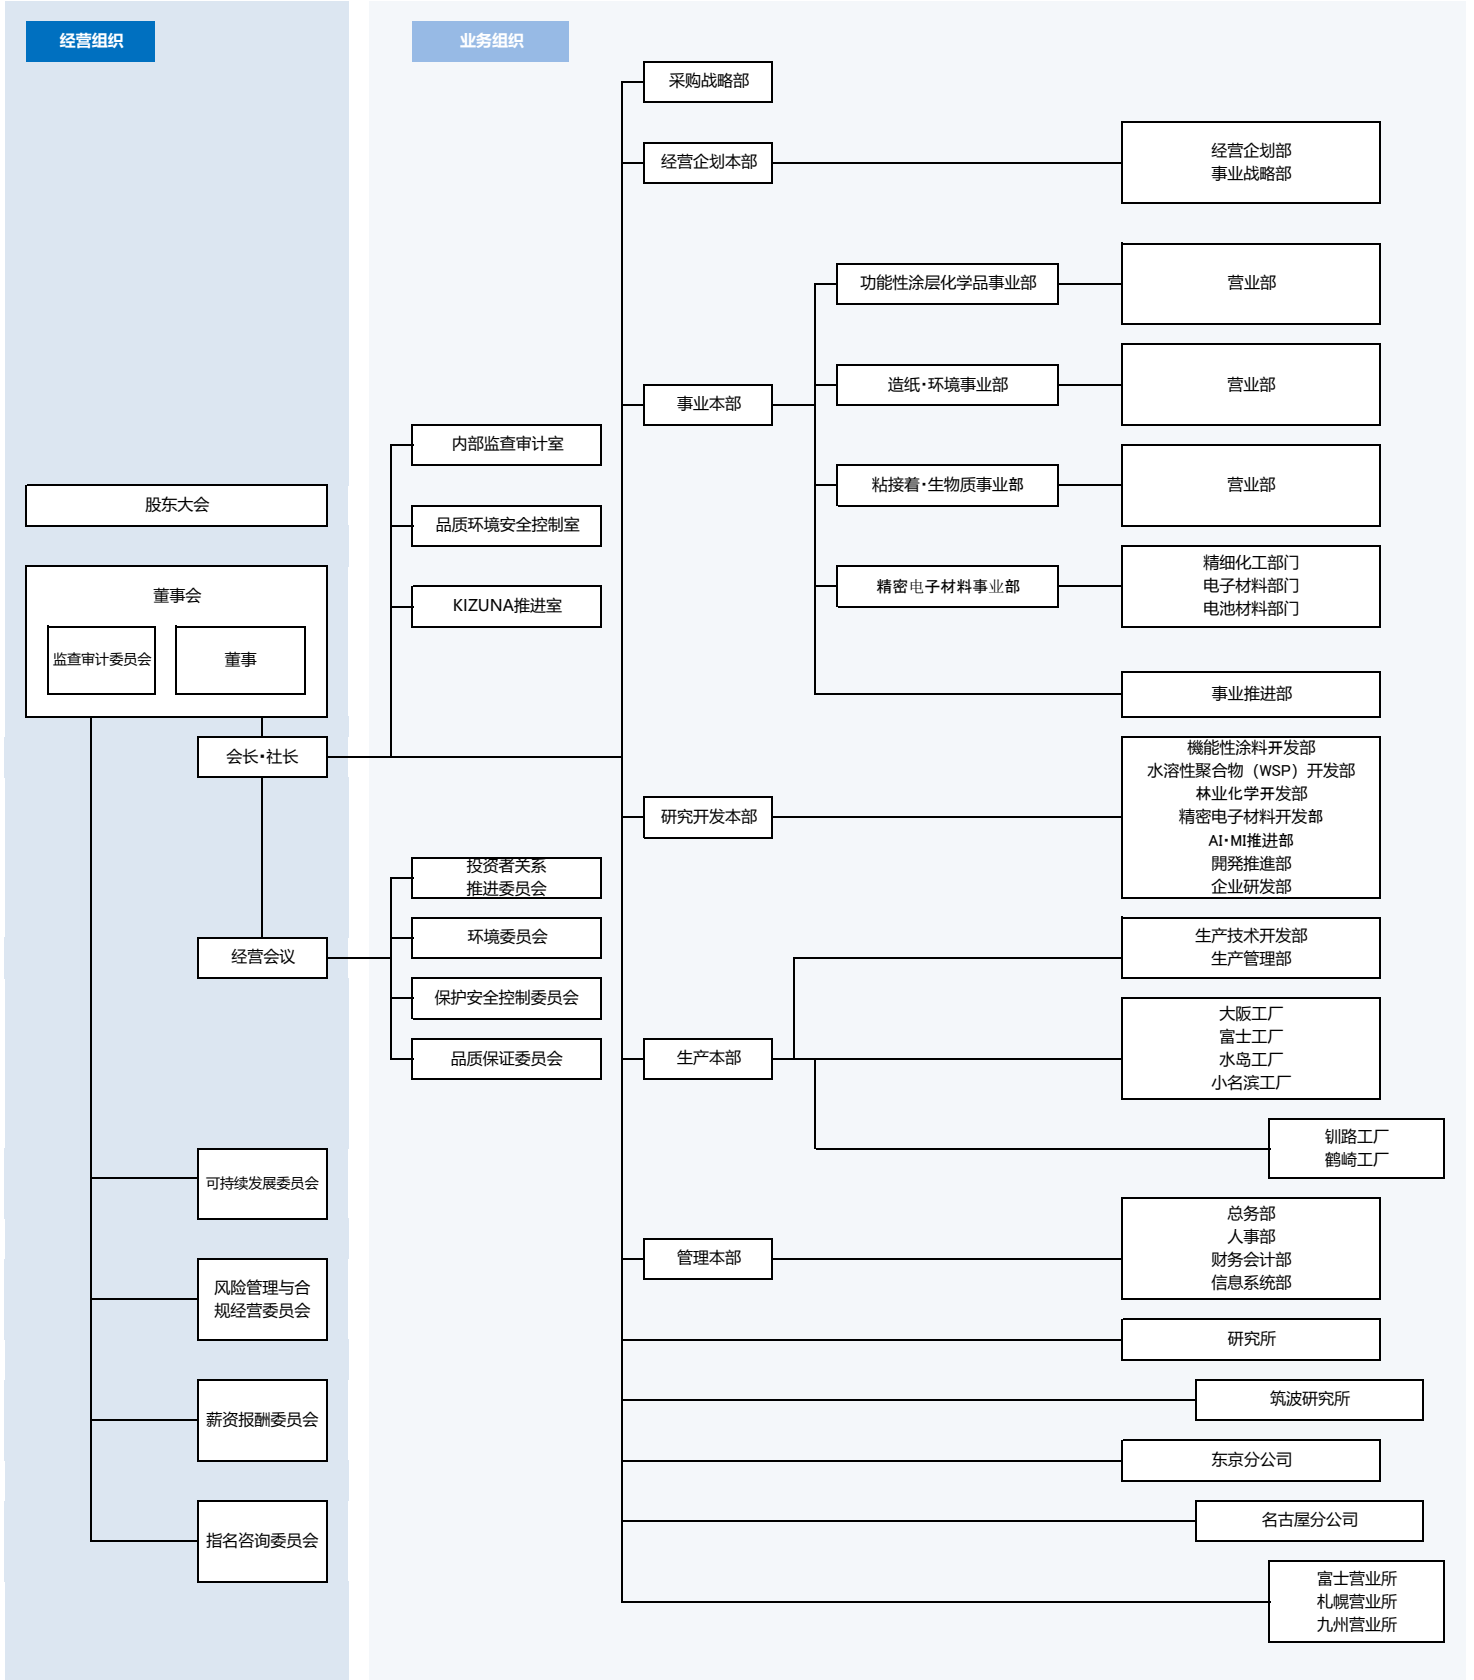 经营组织
股东大会
董事会
监查审计委员会
董事
会长·社长
经营会议
可持续发展委员会
风险管理与合
规经营委员会
薪资报酬委员会
指名咨询委员会
业务组织
内部监查审计室
品质环境安全控制室
KIZUNA推进室
投资者关系
推进委员会
环境委员会
保护安全控制委员会
品质保证委员会
采购战略部
经营企划本部
经营企划部
事业战略部
事业本部
功能性涂层化学品事业部
营业部
造纸·环境事业部
营业部
粘接着·生物质事业部
营业部
精密电子材料事业部
精细化工部门
电子材料部门
电池材料部门
事业推进部
研究开发本部
機能性涂料开发部
水溶性聚合物（WSP）开发部
林业化学开发部
精密电子材料开发部
AI·MI推进部
開発推進部
企业研发部
生产本部
生产技术开发部
生产管理部
大阪工厂
富士工厂
水岛工厂
小名滨工厂
钏路工厂
鹤崎工厂
管理本部
总务部
人事部
财务会计部
信息系统部
研究所
筑波研究所
东京分公司
名古屋分公司
富士营业所
札幌营业所
九州营业所